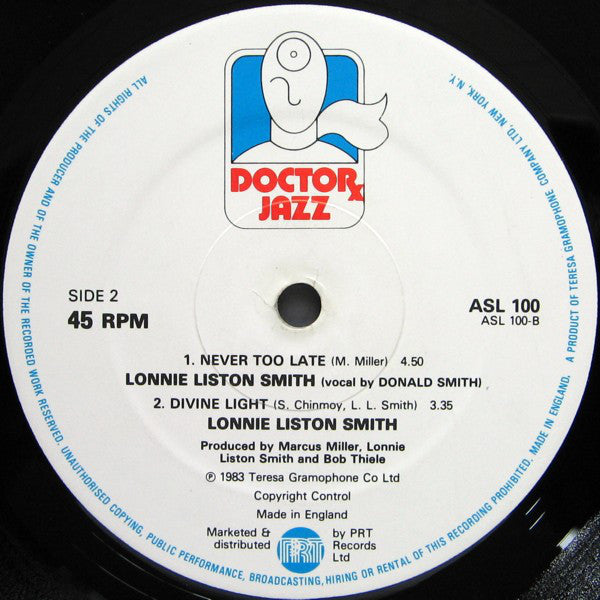 DOCTOR Rx
JAZZ
SIDE 2
45 RPM
ASL 100
ASL 100-B
1. NEVER TOO LATE (M. Miller) 4.50
LONNIE LISTON SMITH (vocal by DONALD SMITH)
2. DIVINE LIGHT (S. Chinmoy, L. L. Smith) 3.35
LONNIE LISTON SMITH
Produced by Marcus Miller, Lonnie
Liston Smith and Bob Thiele
℗ 1983 Teresa Gramophone Co Ltd
Copyright Control
Made in England
Marketed & distributed PRT by PRT Records Ltd
ALL RIGHTS OF THE PRODUCER AND OF THE OWNER OF THE RECORDED WORK RESERVED. UNAUTHORISED COPYING, PUBLIC PERFORMANCE, BROADCASTING, HIRING OR RENTAL OF THIS RECORDING PROHIBITED. MADE IN ENGLAND. A PRODUCT OF TERESA GRAMOPHONE COMPANY LTD, NEW YORK, N.Y.